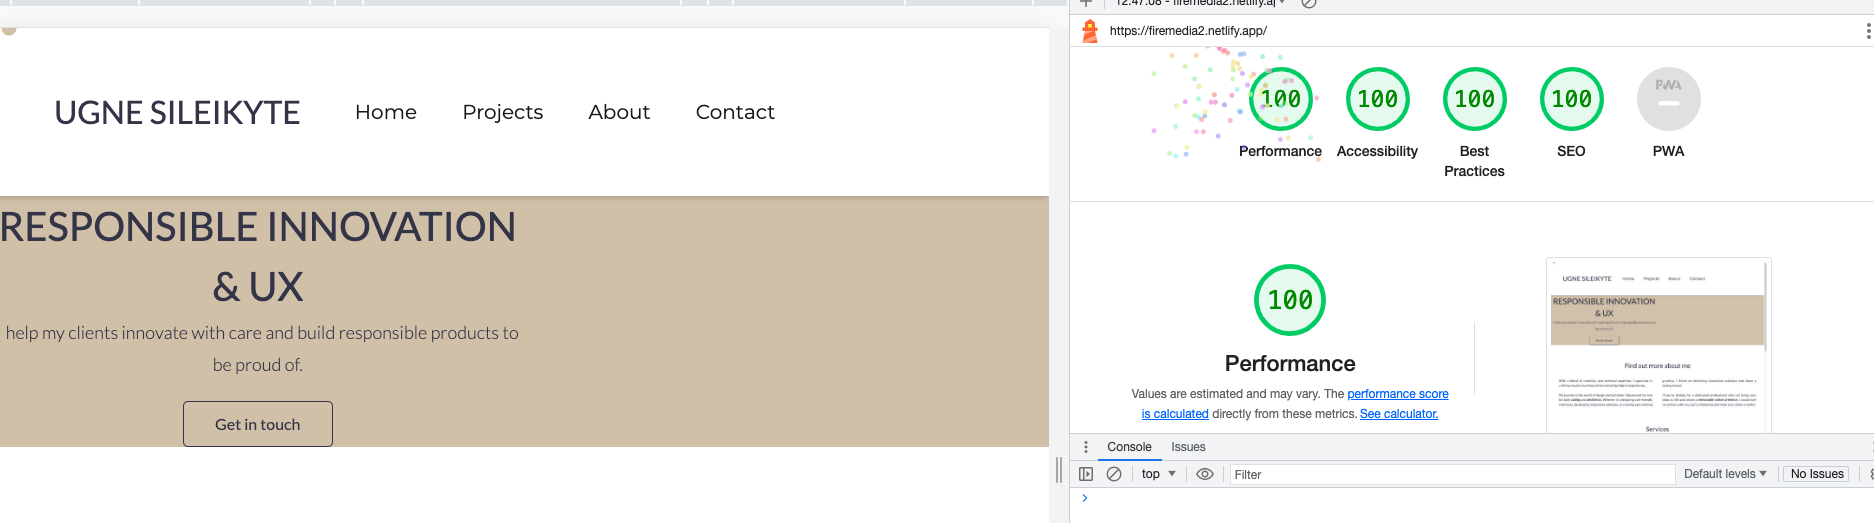 UGNE SILEIKYTE
Home
Projects
About
Contact
RESPONSIBLE INNOVATION
& UX
help my clients innovate with care and build responsible products to
be proud of.
Get in touch
12:47:08 - firemedia2.netlify.ap
https://firemedia2.netlify.app/
100
100
100
100
PWA
Performance
Accessibility
Best
Practices
SEO
PWA
100
Performance
Values are estimated and may vary. The performance score
is calculated directly from these metrics. See calculator.
UGNE SILEIKYTE
Home
Projects
About
Contact
RESPONSIBLE INNOVATION
& UX
Find out more about me
Services
Console
Issues
top
Filter
Default levels
No Issues